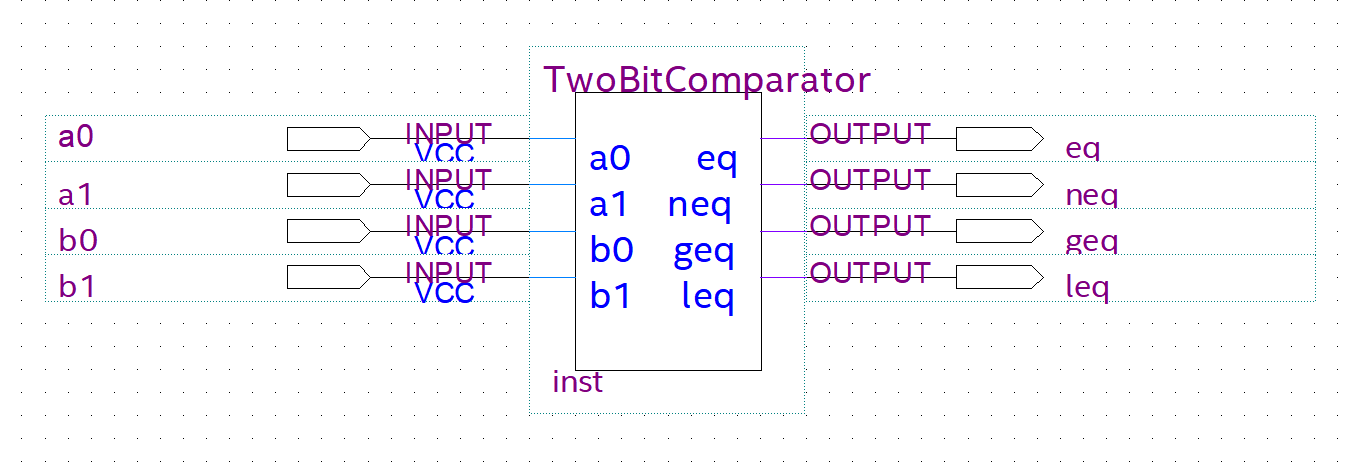 TwoBitComparator
a0 INPUT VCC a0 eq OUTPUT eq
a1 INPUT VCC a1 neq OUTPUT neq
b0 INPUT VCC b0 geq OUTPUT geq
b1 INPUT VCC b1 leq OUTPUT leq
inst